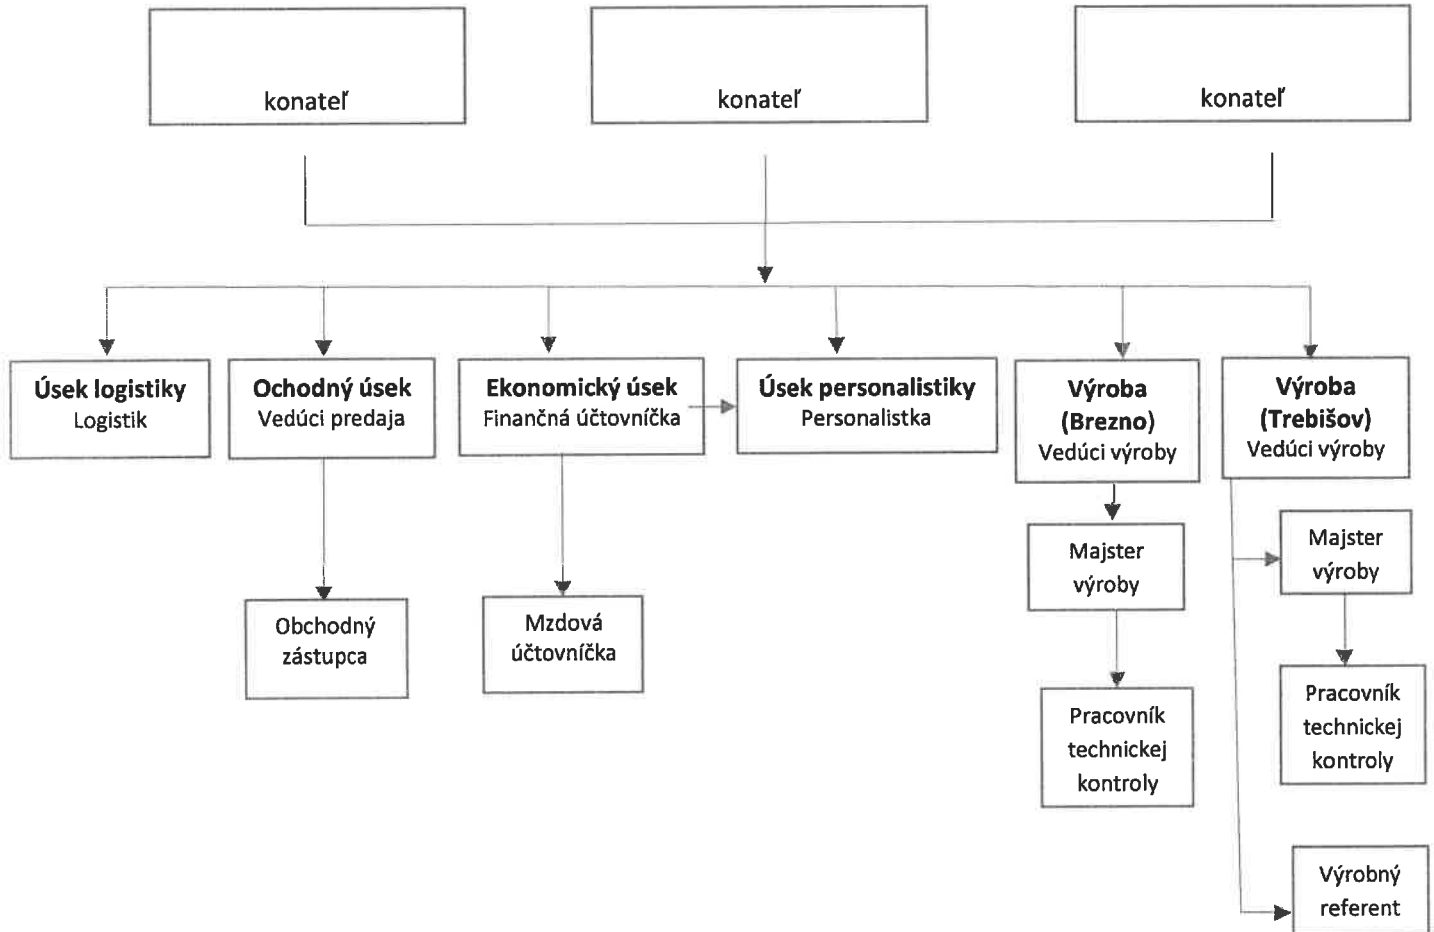 konateľ
konateľ
konateľ
Úsek logistiky
Logistik
Ochodný úsek
Vedúci predaja
Ekonomický úsek
Finančná účtovníčka
Úsek personalistiky
Personalistka
Výroba
(Brezno)
Vedúci výroby
Výroba
(Trebišov)
Vedúci výroby
Majster
výroby
Majster
výroby
Obchodný
zástupca
Mzdová
účtovníčka
Pracovník
technickej
kontroly
Pracovník
technickej
kontroly
Výrobný
referent